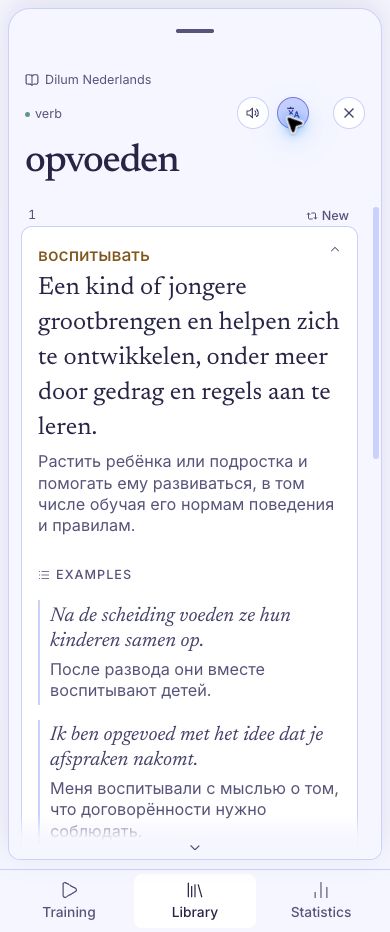 Dilum Nederlands
verb
opvoeden
1
New
воспитывать
Een kind of jongere
grootbrengen en helpen zich
te ontwikkelen, onder meer
door gedrag en regels aan te
leren.
Растить ребёнка или подростка и
помогать ему развиваться, в том
числе обучая его нормам поведения
и правилам.
EXAMPLES
Na de scheiding voeden ze hun
kinderen samen op.
После развода они вместе
воспитывают детей.
Ik ben opgevoed met het idee dat je
afspraken nakomt.
Меня воспитывали с мыслью о том,
что договорённости нужно
соблюдать.
Training
Library
Statistics